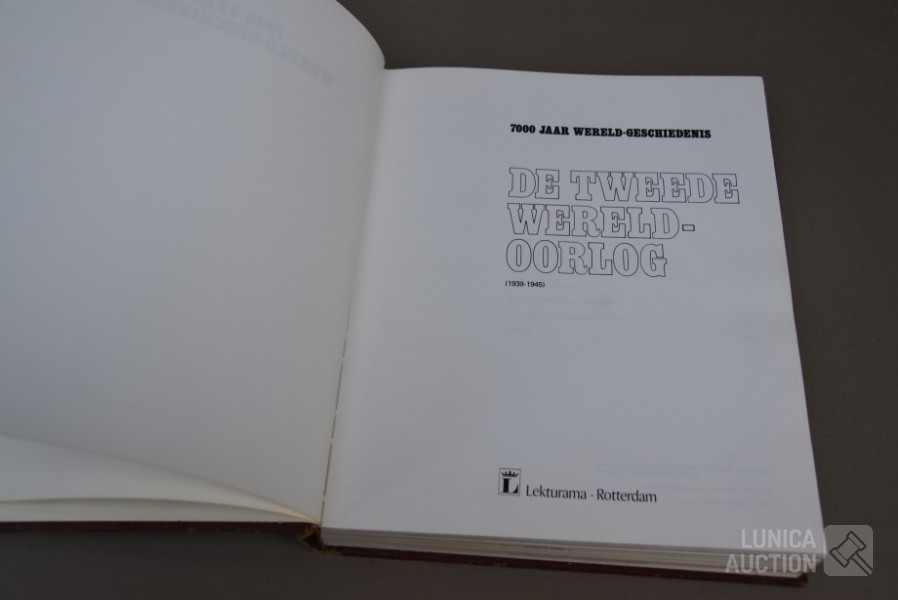 7000 JAAR WERELD-GESCHIEDENIS
DE TWEEDE
WERELD-
OORLOG
(1939-1945)
L
Lekturama - Rotterdam
LUNICA
AUCTION